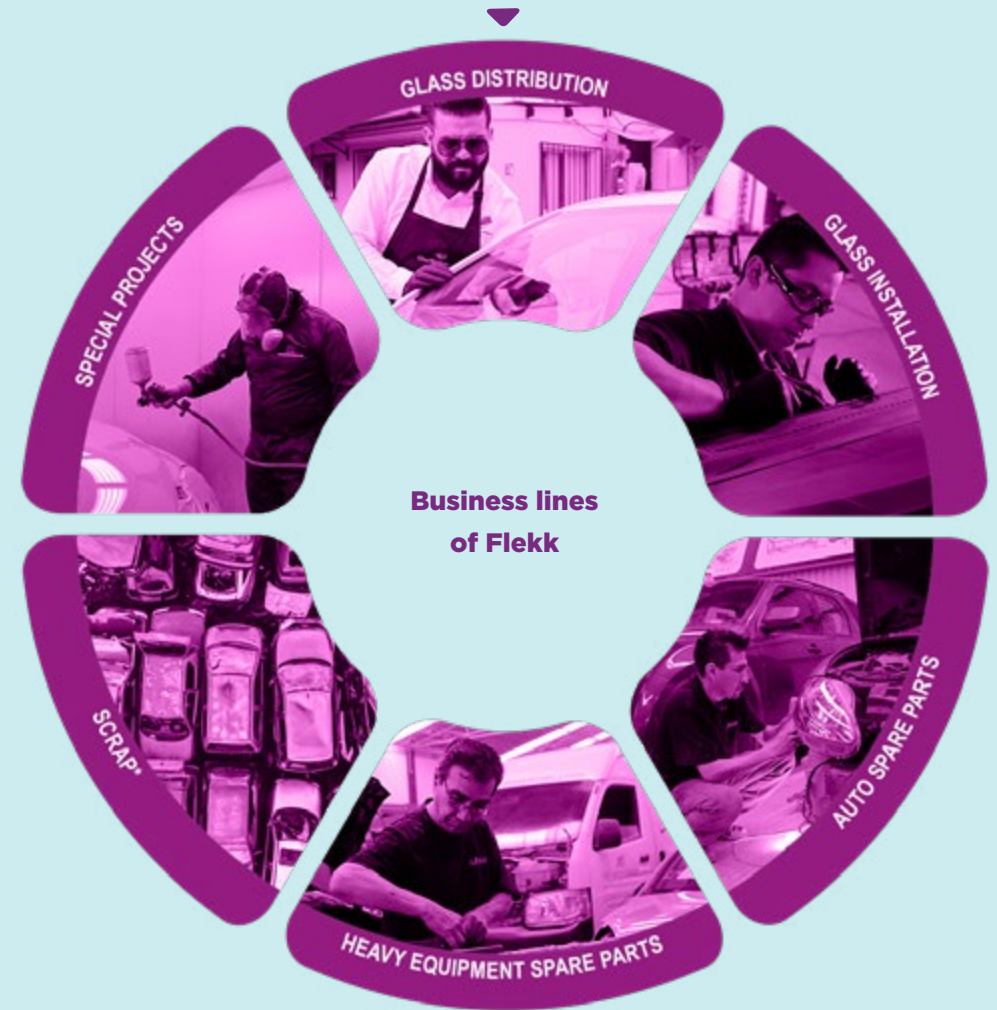 GLASS DISTRIBUTION
GLASS INSTALLATION
AUTO SPARE PARTS
HEAVY EQUIPMENT SPARE PARTS
SCRAP*
SPECIAL PROJECTS
Business lines
of Flekk